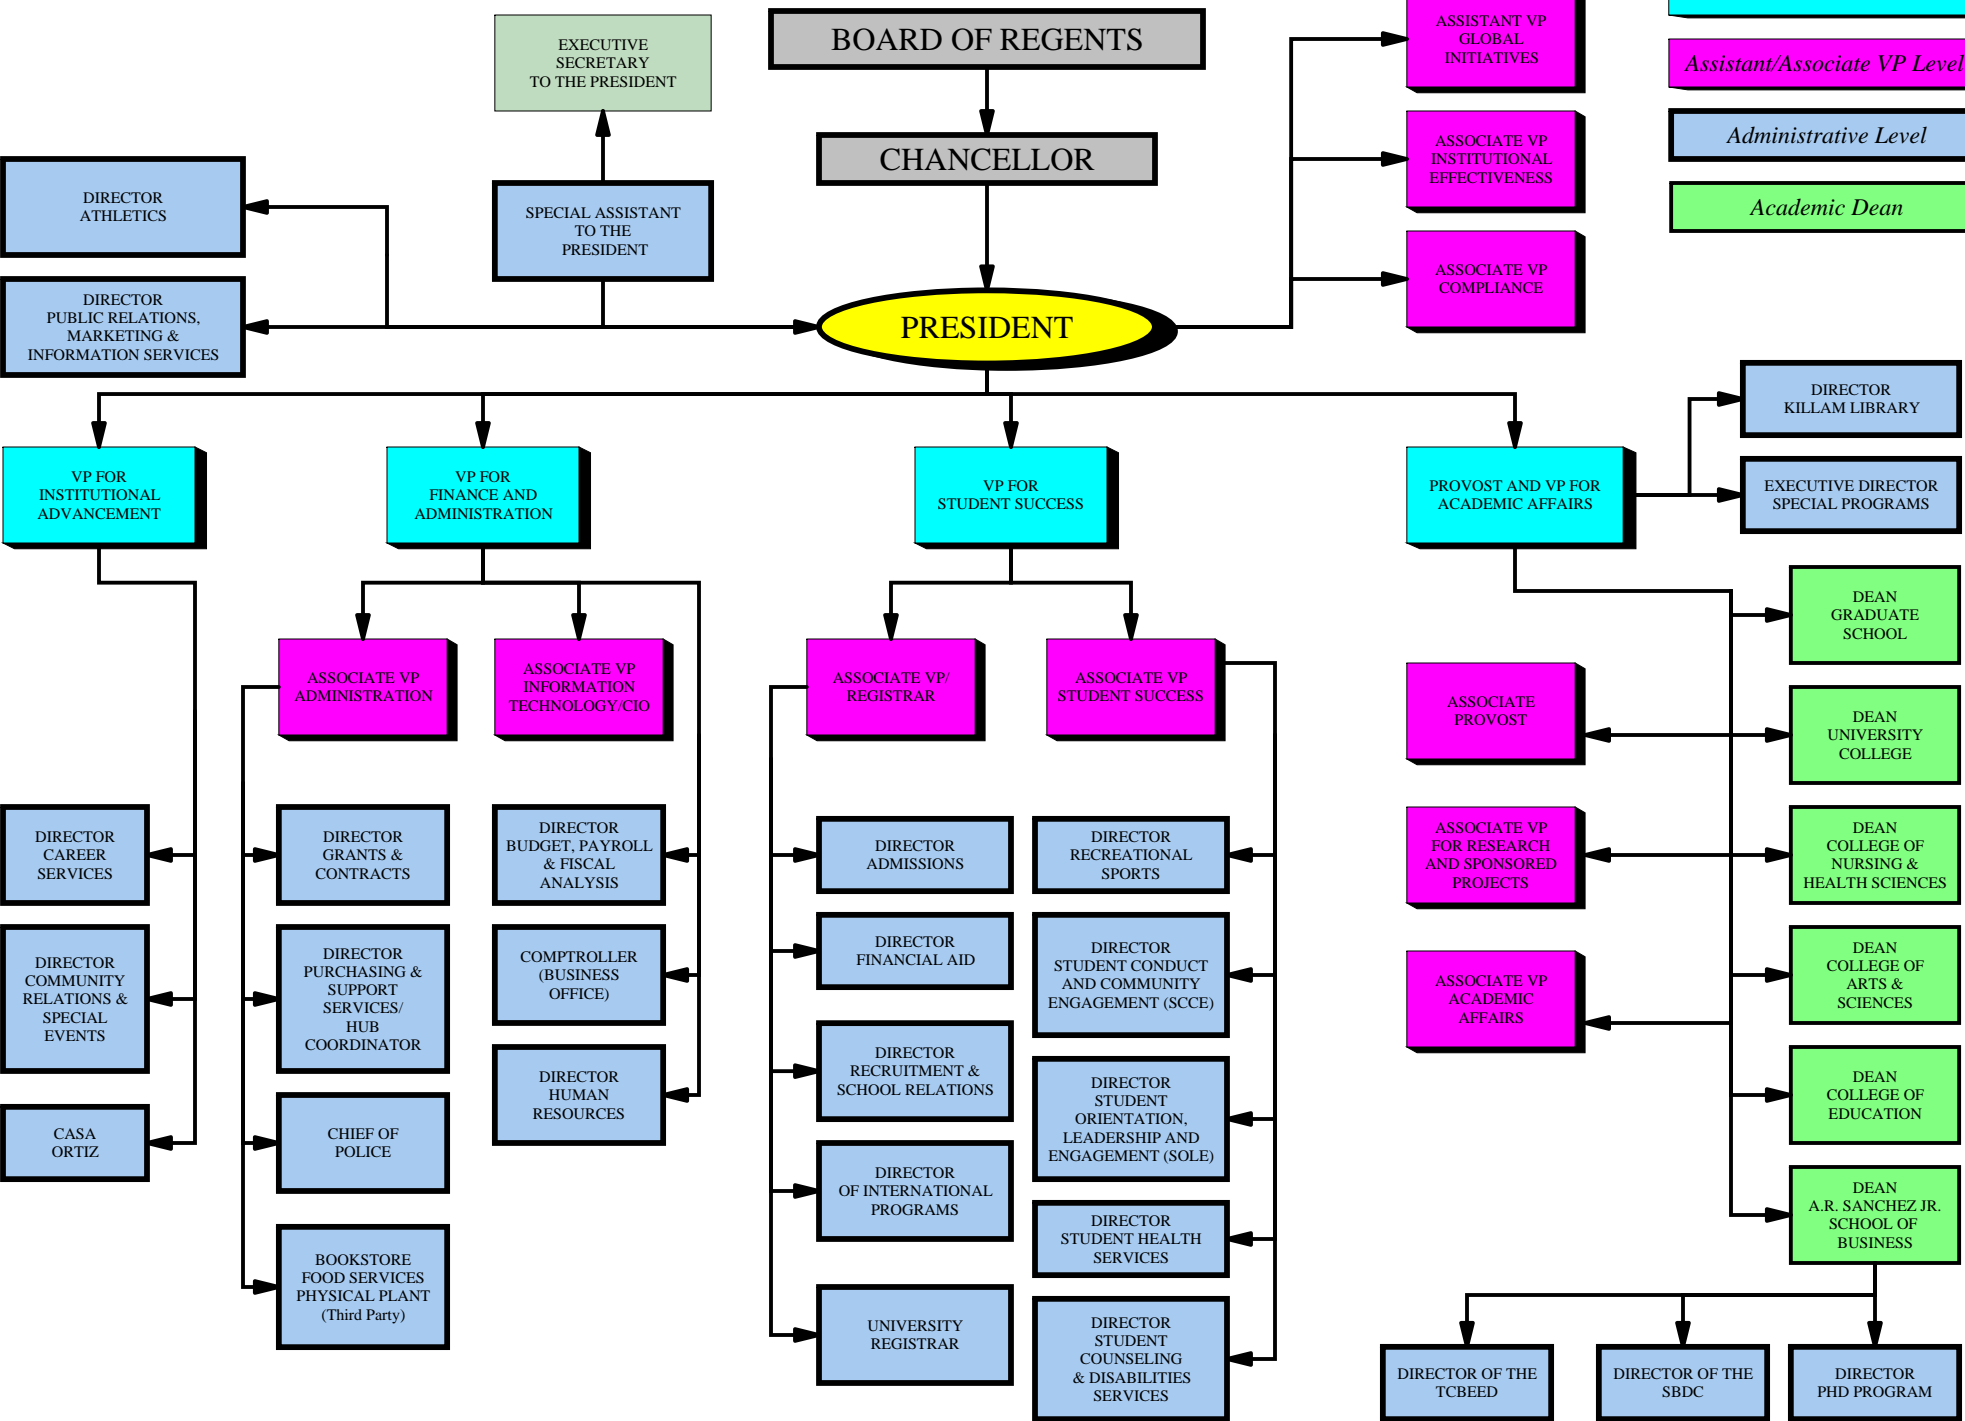 BOARD OF REGENTS
EXECUTIVE
SECRETARY
TO THE PRESIDENT
ASSISTANT VP
GLOBAL
INITIATIVES
Assistant/Associate VP Level
CHANCELLOR
ASSOCIATE VP
INSTITUTIONAL
EFFECTIVENESS
Administrative Level
DIRECTOR
ATHLETICS
SPECIAL ASSISTANT
TO THE
PRESIDENT
Academic Dean
ASSOCIATE VP
COMPLIANCE
DIRECTOR
PUBLIC RELATIONS,
MARKETING &
INFORMATION SERVICES
PRESIDENT
DIRECTOR
KILLAM LIBRARY
VP FOR
INSTITUTIONAL
ADVANCEMENT
VP FOR
FINANCE AND
ADMINISTRATION
VP FOR
STUDENT SUCCESS
PROVOST AND VP FOR
ACADEMIC AFFAIRS
EXECUTIVE DIRECTOR
SPECIAL PROGRAMS
DEAN
GRADUATE
SCHOOL
ASSOCIATE VP
ADMINISTRATION
ASSOCIATE VP
INFORMATION
TECHNOLOGY/CIO
ASSOCIATE VP/
REGISTRAR
ASSOCIATE VP
STUDENT SUCCESS
ASSOCIATE
PROVOST
DEAN
UNIVERSITY
COLLEGE
DIRECTOR
CAREER
SERVICES
DIRECTOR
GRANTS &
CONTRACTS
DIRECTOR
BUDGET, PAYROLL
& FISCAL
ANALYSIS
DIRECTOR
ADMISSIONS
DIRECTOR
RECREATIONAL
SPORTS
ASSOCIATE VP
FOR RESEARCH
AND SPONSORED
PROJECTS
DEAN
COLLEGE OF
NURSING &
HEALTH SCIENCES
DIRECTOR
COMMUNITY
RELATIONS &
SPECIAL
EVENTS
DIRECTOR
PURCHASING &
SUPPORT
SERVICES/
HUB
COORDINATOR
COMPTROLLER
(BUSINESS
OFFICE)
DIRECTOR
FINANCIAL AID
DIRECTOR
STUDENT CONDUCT
AND COMMUNITY
ENGAGEMENT (SCCE)
ASSOCIATE VP
ACADEMIC
AFFAIRS
DEAN
COLLEGE OF
ARTS &
SCIENCES
DIRECTOR
HUMAN
RESOURCES
DIRECTOR
RECRUITMENT &
SCHOOL RELATIONS
DIRECTOR
STUDENT
ORIENTATION,
LEADERSHIP AND
ENGAGEMENT (SOLE)
DEAN
COLLEGE OF
EDUCATION
CASA
ORTIZ
CHIEF OF
POLICE
DIRECTOR
OF INTERNATIONAL
PROGRAMS
DIRECTOR
STUDENT HEALTH
SERVICES
DEAN
A.R. SANCHEZ JR.
SCHOOL OF
BUSINESS
BOOKSTORE
FOOD SERVICES
PHYSICAL PLANT
(Third Party)
UNIVERSITY
REGISTRAR
DIRECTOR
STUDENT
COUNSELING
& DISABILITIES
SERVICES
DIRECTOR OF THE
TCBEED
DIRECTOR OF THE
SBDC
DIRECTOR
PHD PROGRAM